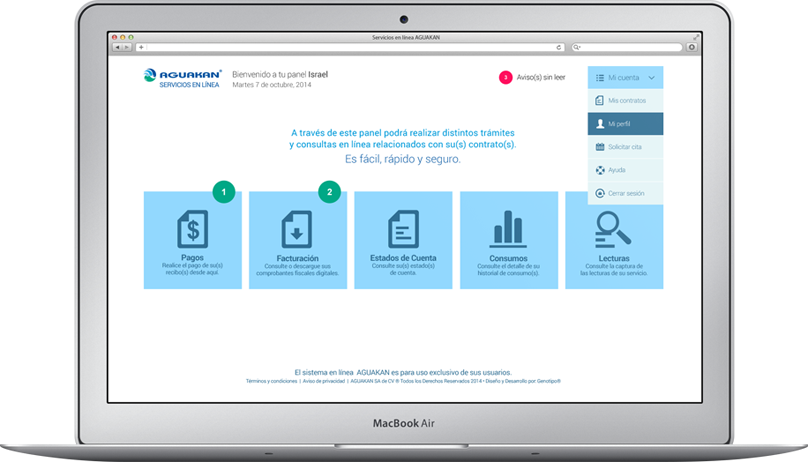 Servicios en línea AGUAKAN
AGUAKAN®
SERVICIOS EN LÍNEA
Bienvenido a tu panel Israel
Martes 7 de octubre, 2014
3 Aviso(s) sin leer
Mi cuenta
Mis contratos
Mi perfil
Solicitar cita
Ayuda
Cerrar sesión
A través de este panel podrá realizar distintos trámites
y consultas en línea relacionados con su(s) contrato(s).
Es fácil, rápido y seguro.
1
$
Pagos
Realice el pago de su(s)
recibo(s) desde aquí.
2
Facturación
Consulte o descargue sus
comprobantes fiscales digitales.
Estados de Cuenta
Consulte su(s) estado(s)
de cuenta.
Consumos
Consulte el detalle de su
historial de consumo(s).
Lecturas
Consulte la captura de
las lecturas de su servicio.
El sistema en línea AGUAKAN es para uso exclusivo de sus usuarios.
Términos y condiciones | Aviso de privacidad | AGUAKAN SA de CV ® Todos los Derechos Reservados 2014 • Diseño y Desarrollo por Genotipo®
MacBook Air